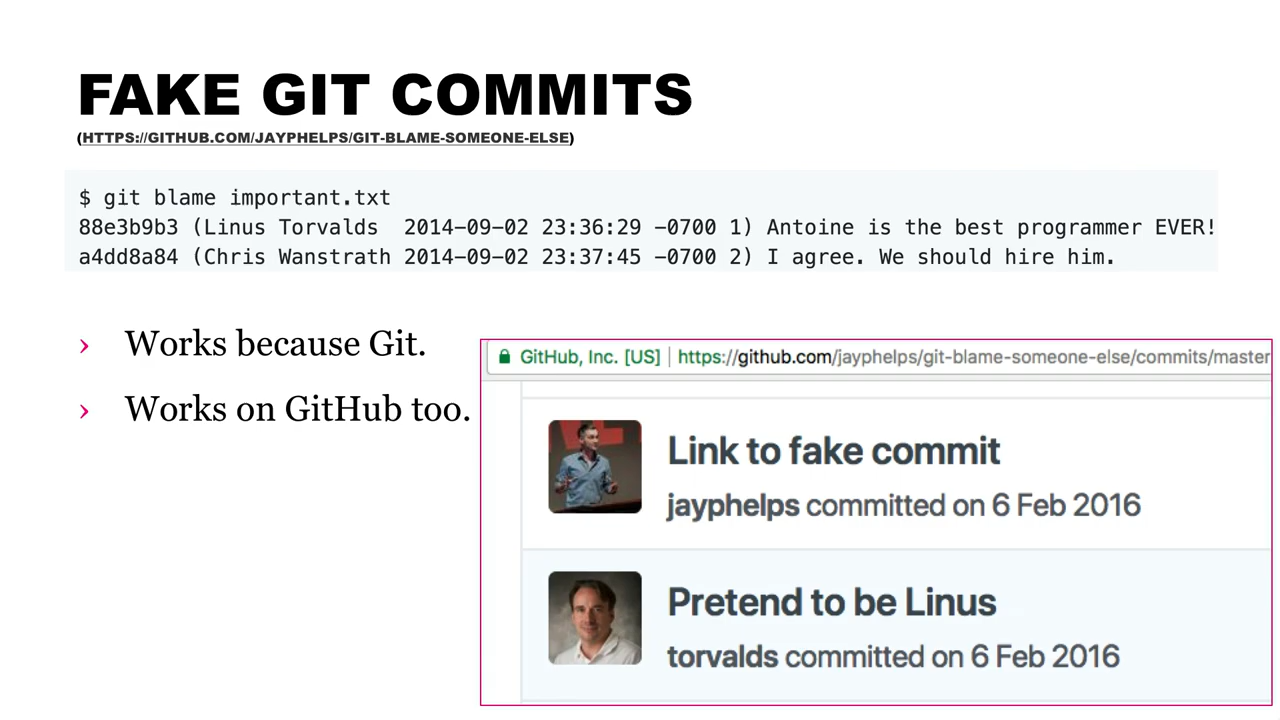 FAKE GIT COMMITS
(HTTPS://GITHUB.COM/JAYPHELPS/GIT-BLAME-SOMEONE-ELSE)
$ git blame important.txt
88e3b9b3 (Linus Torvalds  2014-09-02 23:36:29 -0700 1) Antoine is the best programmer EVER!
a4dd8a84 (Chris Wanstrath 2014-09-02 23:37:45 -0700 2) I agree. We should hire him.
› Works because Git.
› Works on GitHub too.
GitHub, Inc. [US] | https://github.com/jayphelps/git-blame-someone-else/commits/master
Link to fake commit
jayphelps committed on 6 Feb 2016
Pretend to be Linus
torvalds committed on 6 Feb 2016